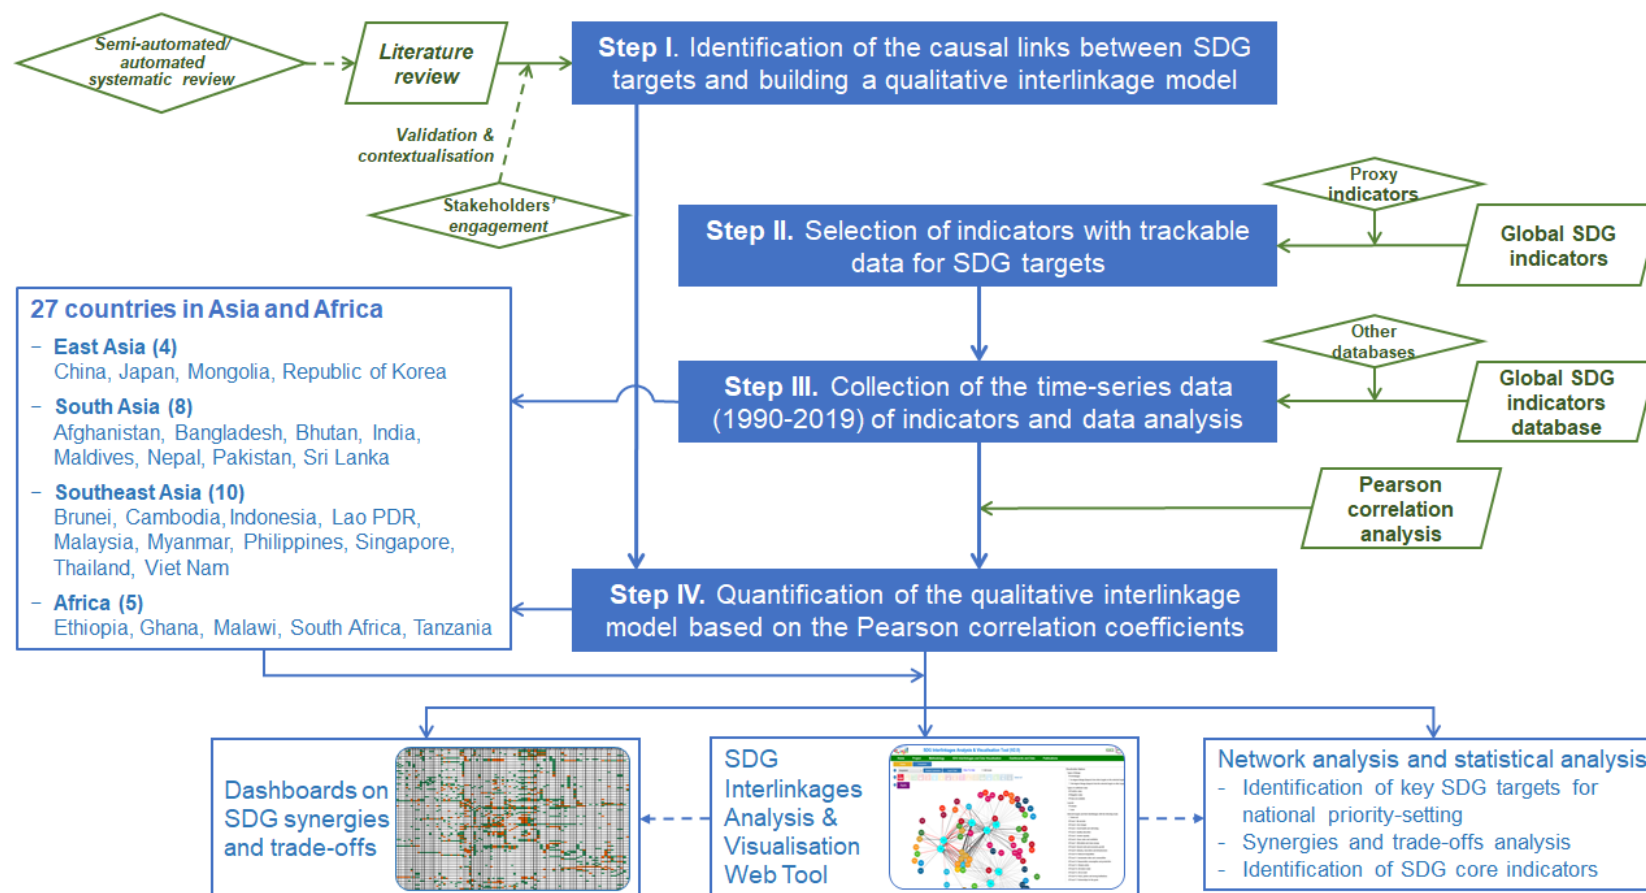 Semi-automated/
automated
systematic review
Literature
review
Step I. Identification of the causal links between SDG
targets and building a qualitative interlinkage model
Validation &
contextualisation
Stakeholders’
engagement
Proxy
indicators
Step II. Selection of indicators with trackable
data for SDG targets
Global SDG
indicators
27 countries in Asia and Africa
− East Asia (4)
China, Japan, Mongolia, Republic of Korea
− South Asia (8)
Afghanistan, Bangladesh, Bhutan, India,
Maldives, Nepal, Pakistan, Sri Lanka
− Southeast Asia (10)
Brunei, Cambodia, Indonesia, Lao PDR,
Malaysia, Myanmar, Philippines, Singapore,
Thailand, Viet Nam
− Africa (5)
Ethiopia, Ghana, Malawi, South Africa, Tanzania
Other
databases
Step III. Collection of the time-series data
(1990-2019) of indicators and data analysis
Global SDG
indicators
database
Pearson
correlation
analysis
Step IV. Quantification of the qualitative interlinkage
model based on the Pearson correlation coefficients
Dashboards on
SDG synergies
and trade-offs
SDG
Interlinkages
Analysis &
Visualisation
Web Tool
SDG Interlinkages Analysis & Visualisation Tool
Network analysis and statistical analysis
- Identification of key SDG targets for
national priority-setting
- Synergies and trade-offs analysis
- Identification of SDG core indicators